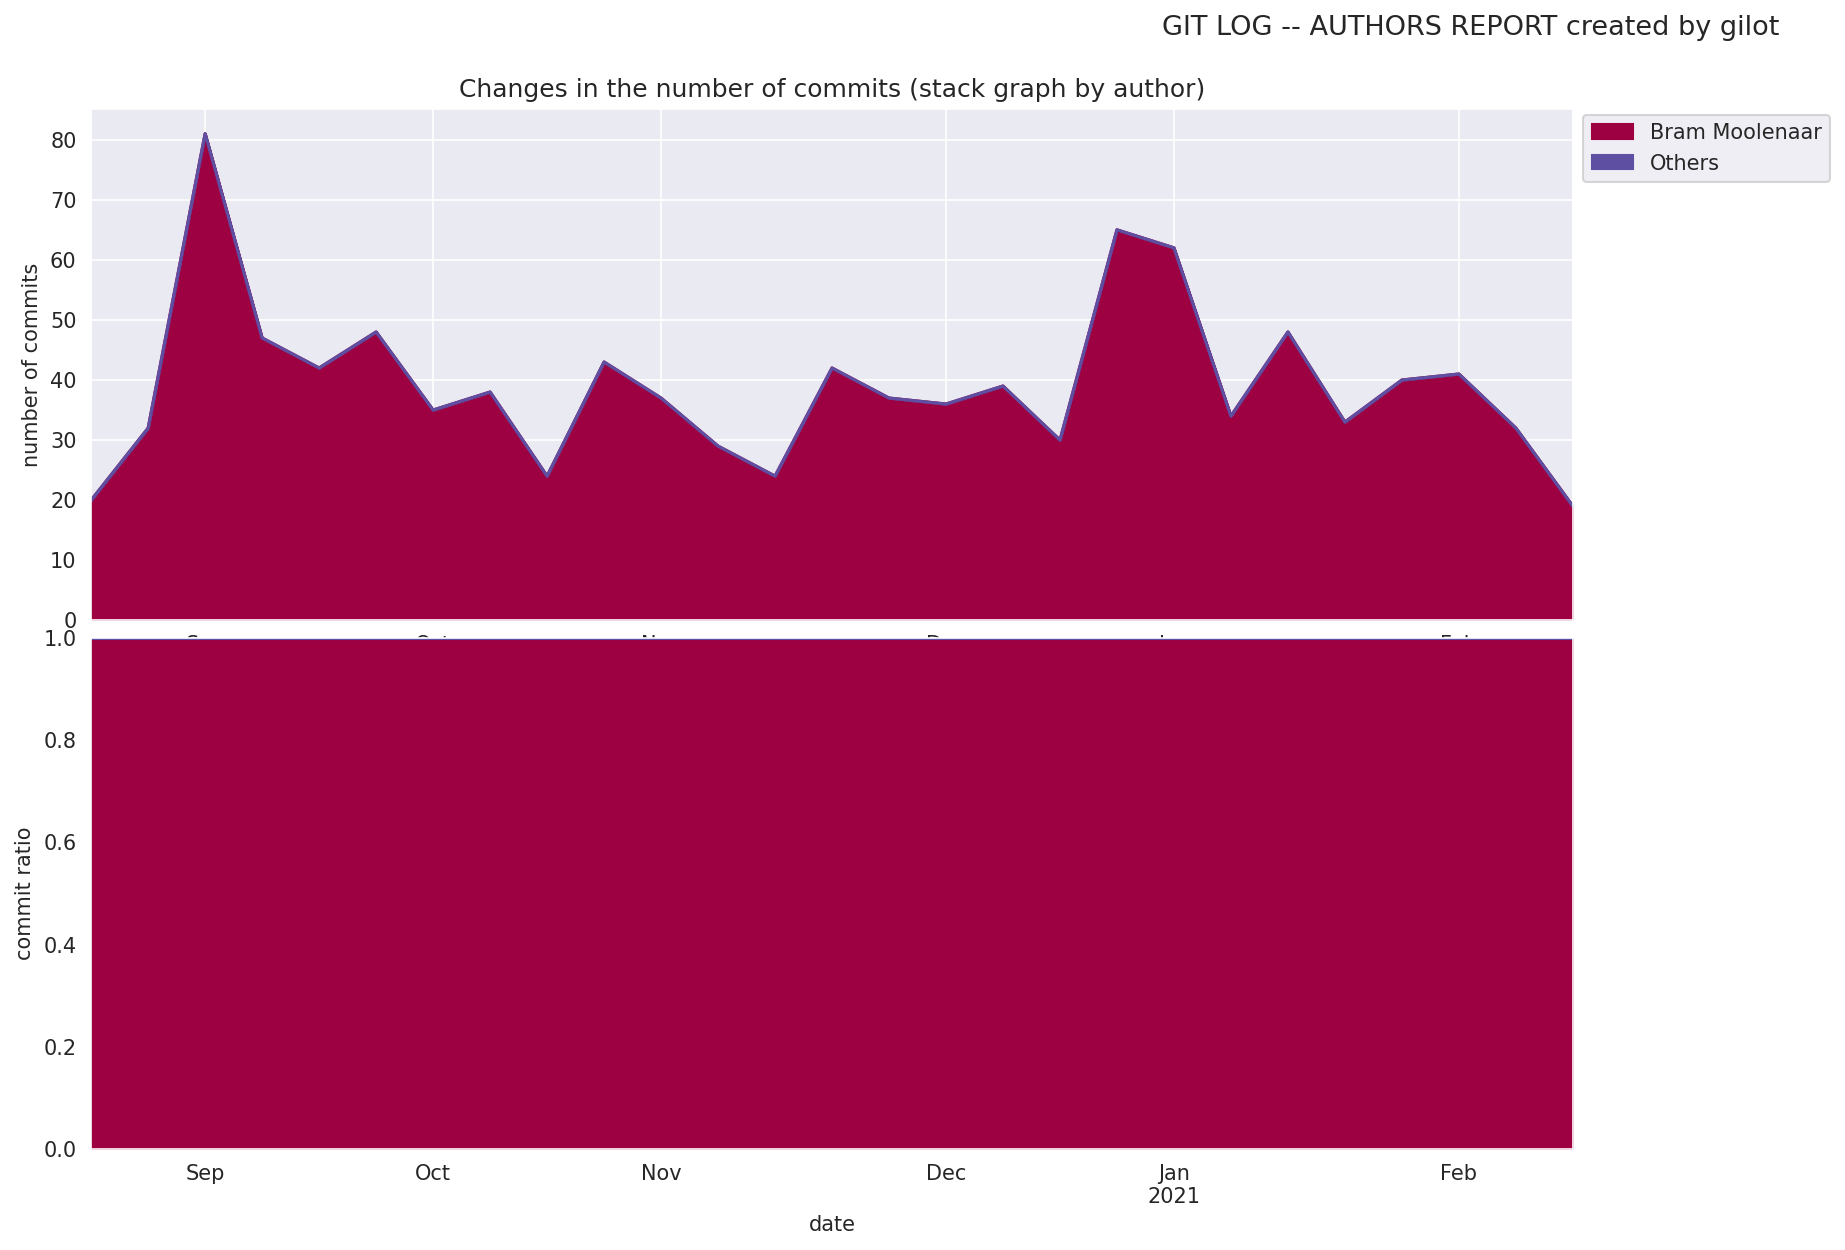 GIT LOG -- AUTHORS REPORT created by gilot
Changes in the number of commits (stack graph by author)
Bram Moolenaar
Others
number of commits
80
70
60
50
40
30
20
10
0
commit ratio
1.0
0.8
0.6
0.4
0.2
0.0
Sep Oct Nov Dec Jan Feb
2021
date